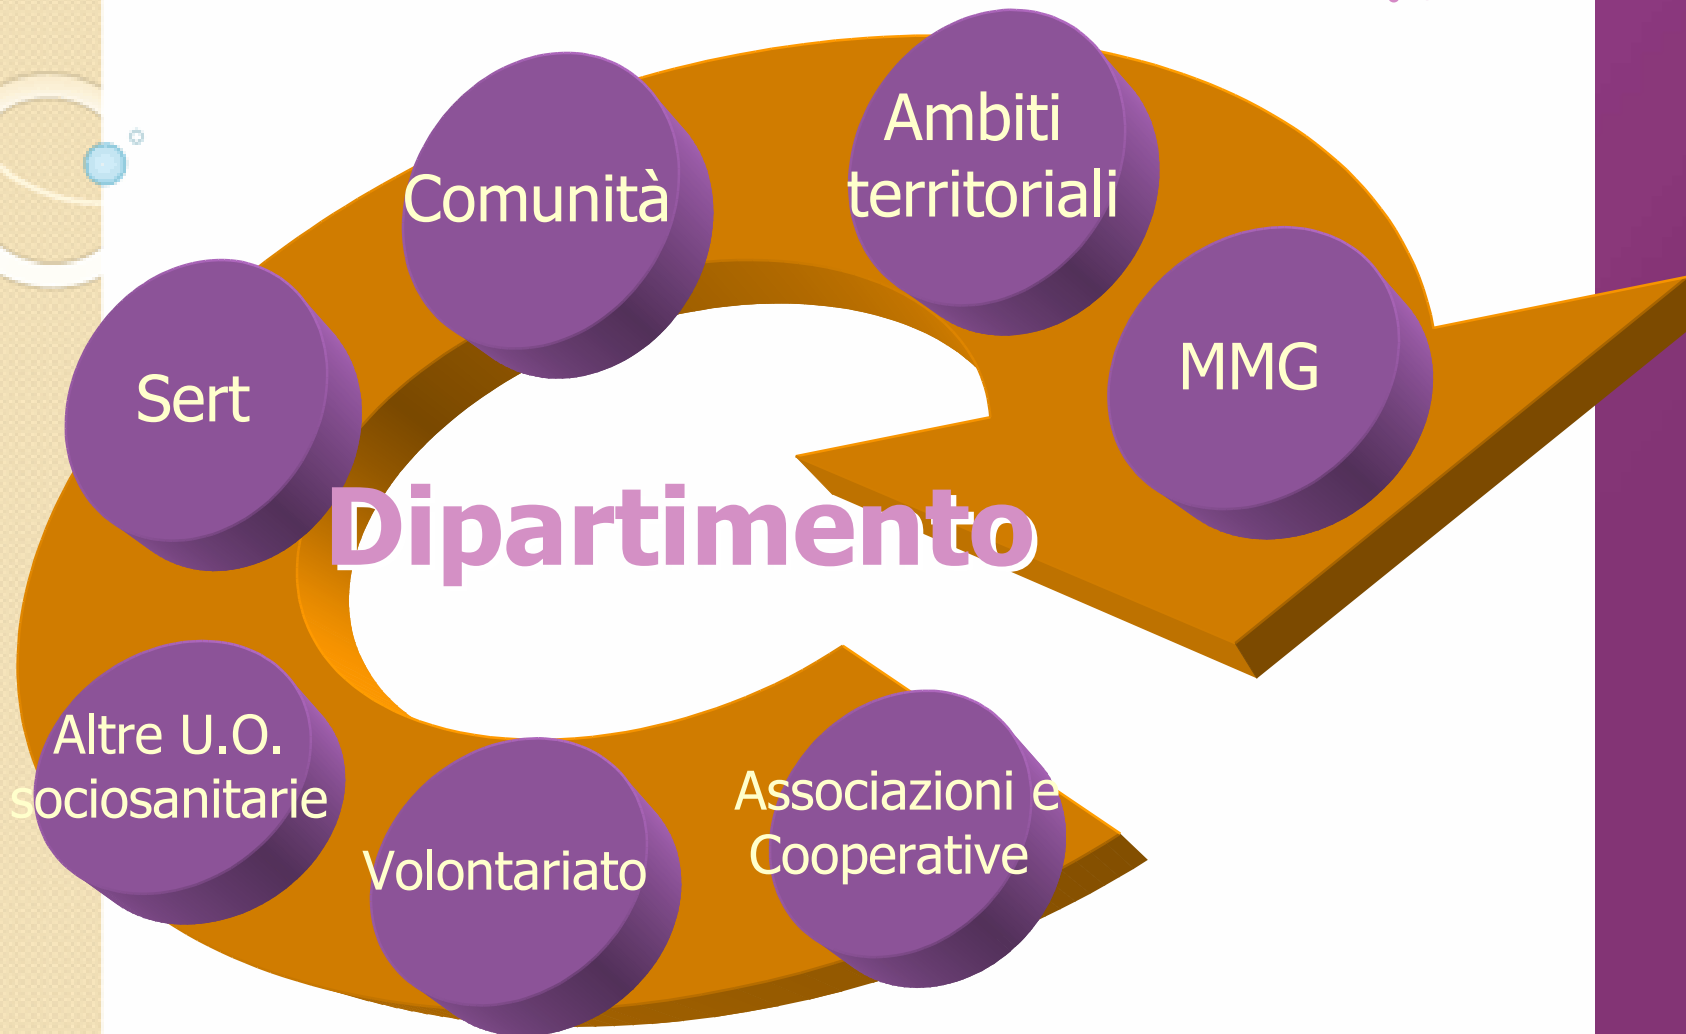 Ambiti
territoriali
Comunità
MMG
Sert
Dipartimento
Altre U.O.
sociosanitarie
Associazioni e
Cooperative
Volontariato